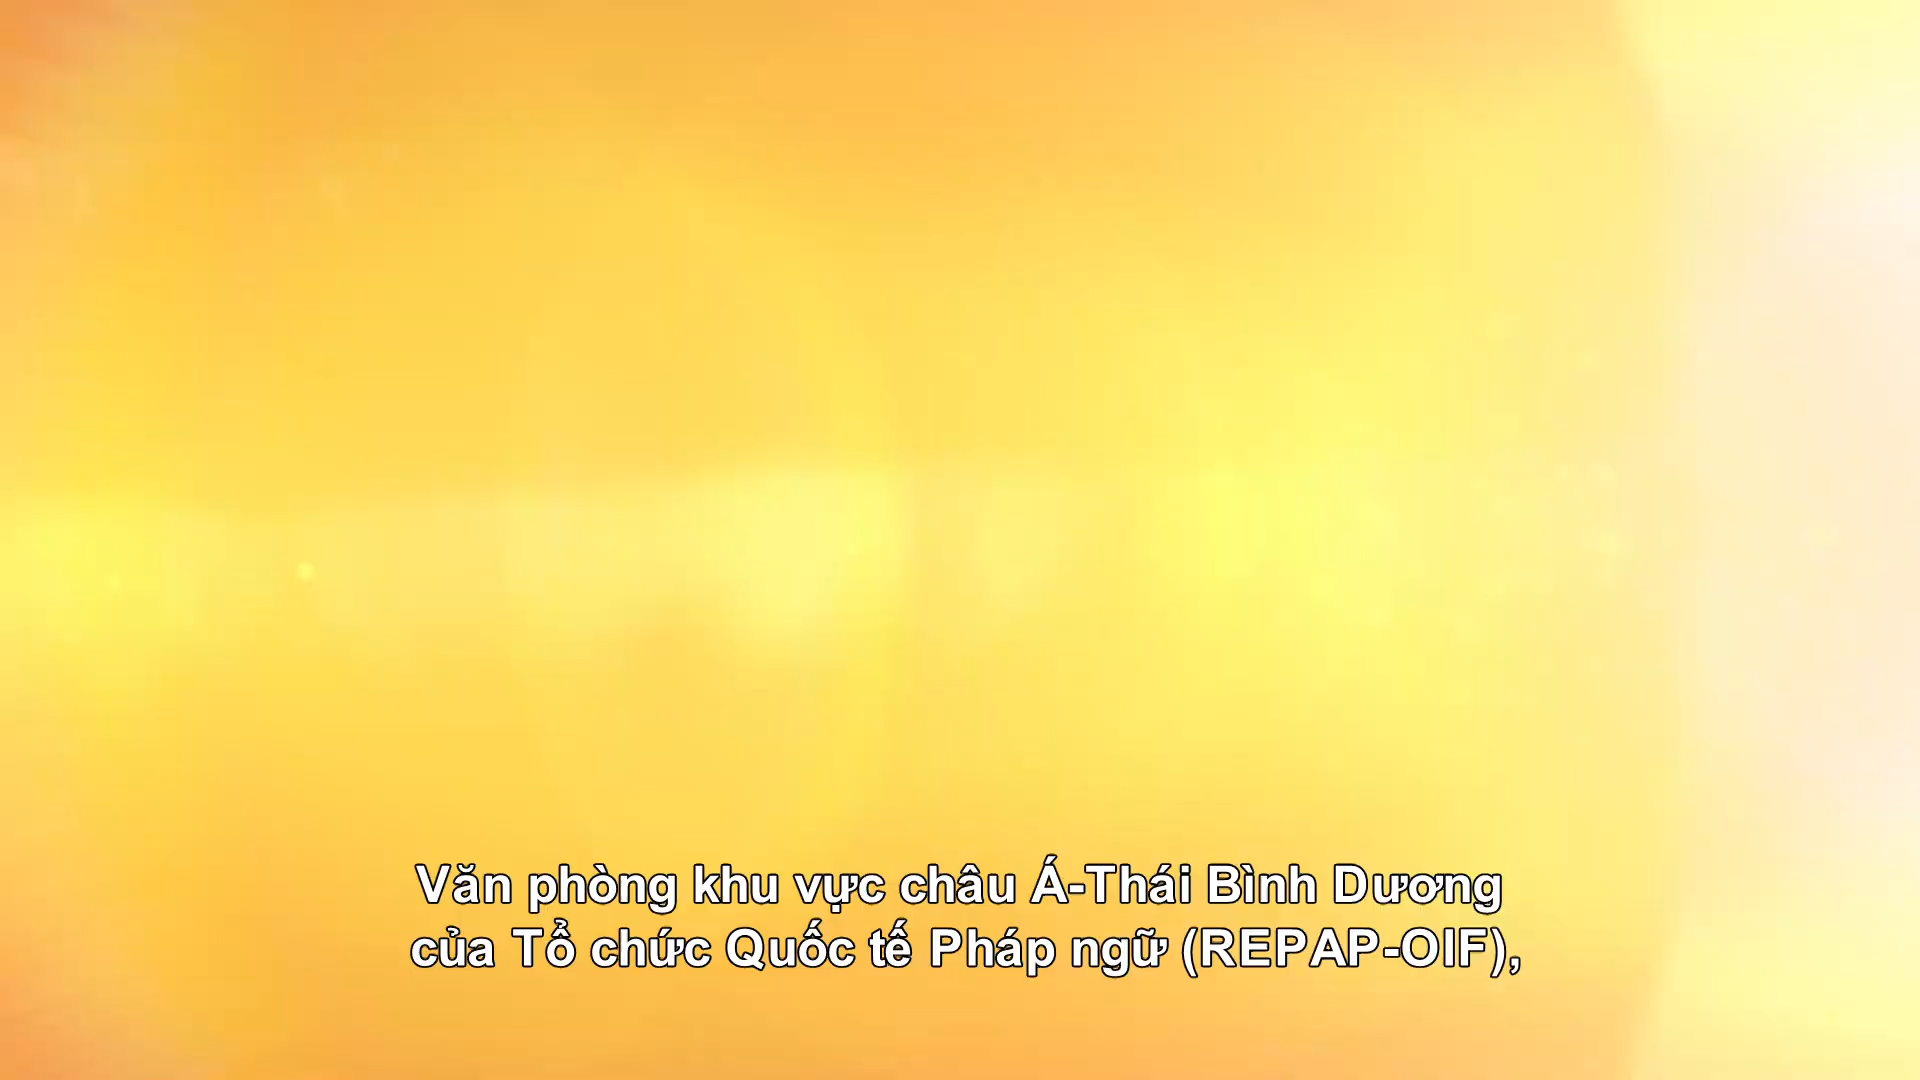 Văn phòng khu vực châu Á-Thái Bình Dương
của Tổ chức Quốc tế Pháp ngữ (REPAP-OIF),